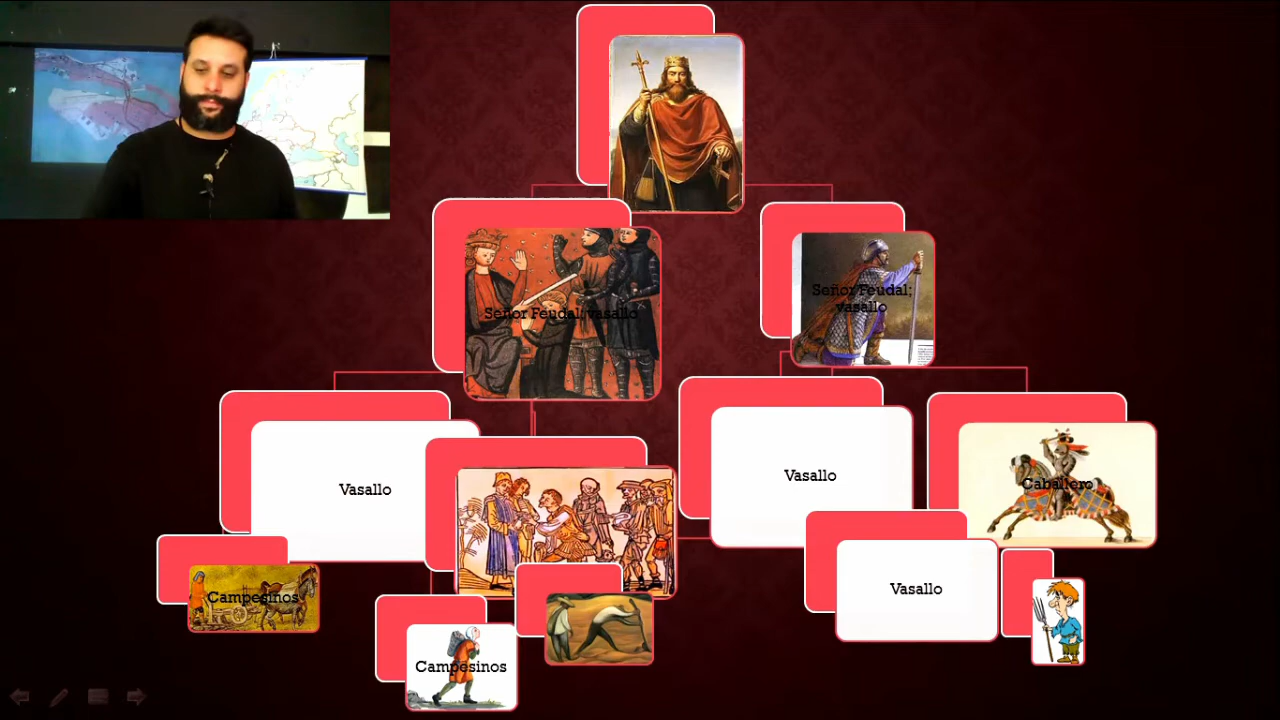 Señor Feudal; vasallo
Señor Feudal;
vasallo
Vasallo
Vasallo
Caballero
Vasallo
Campesinos
Campesinos